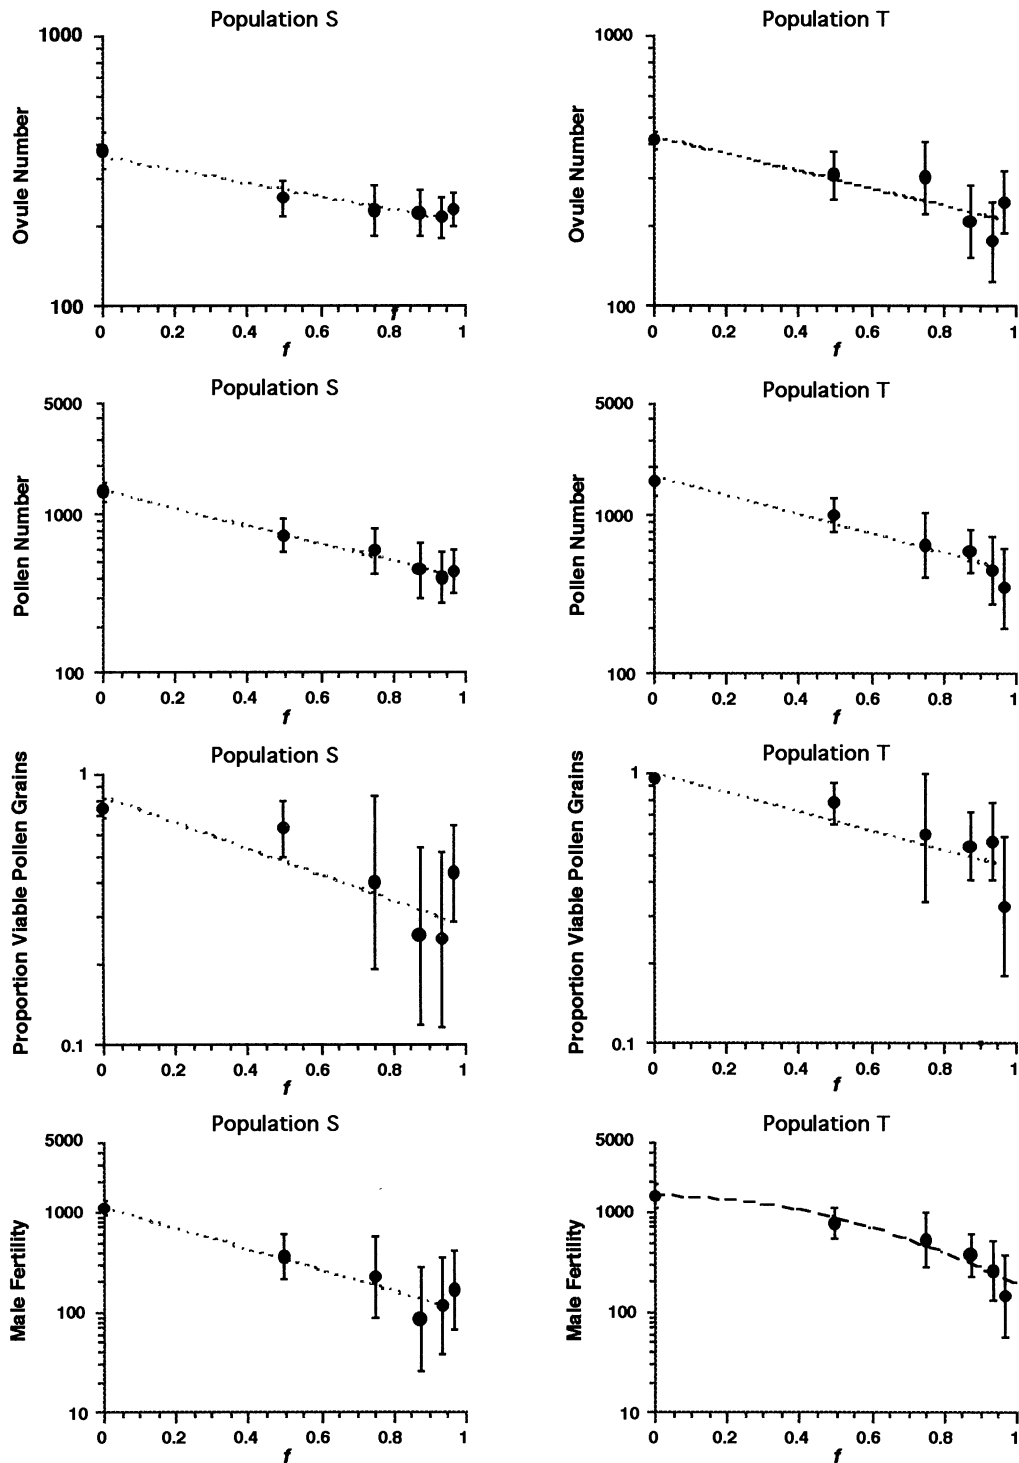 Population S
1000
Ovule Number
100
0 0.2 0.4 0.6 0.8 1
f
Population T
1000
Ovule Number
100
0 0.2 0.4 0.6 0.8 1
f
Population S
5000
1000
Pollen Number
100
0 0.2 0.4 0.6 0.8 1
f
Population T
5000
1000
Pollen Number
100
0 0.2 0.4 0.6 0.8 1
f
Population S
1
Proportion Viable Pollen Grains
0.1
0 0.2 0.4 0.6 0.8 1
f
Population T
1
Proportion Viable Pollen Grains
0.1
0 0.2 0.4 0.6 0.8 1
f
Population S
5000
1000
Male Fertility
100
10
0 0.2 0.4 0.6 0.8 1
f
Population T
5000
1000
Male Fertility
100
10
0 0.2 0.4 0.6 0.8 1
f